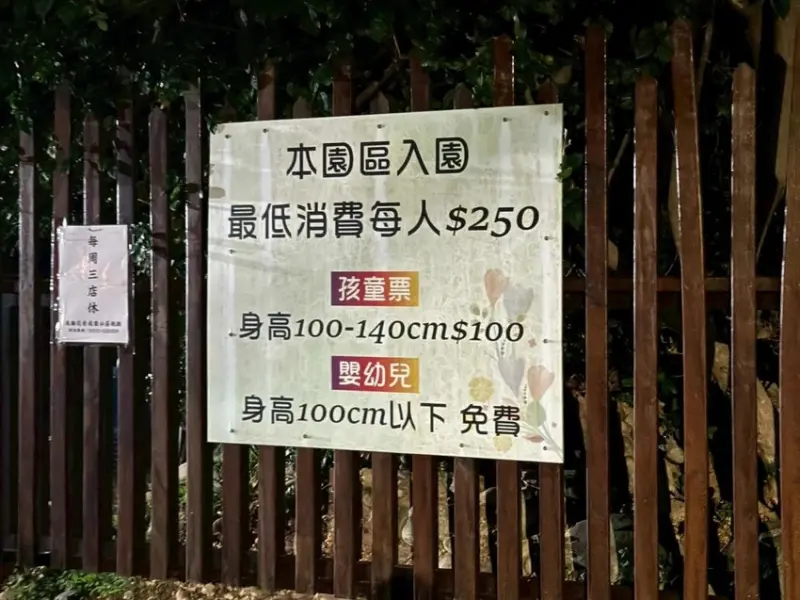 本園區入園
最低消費每人$250
孩童票
身高100-140cm$100
嬰幼兒
身高100cm以下 免費
每周三店休